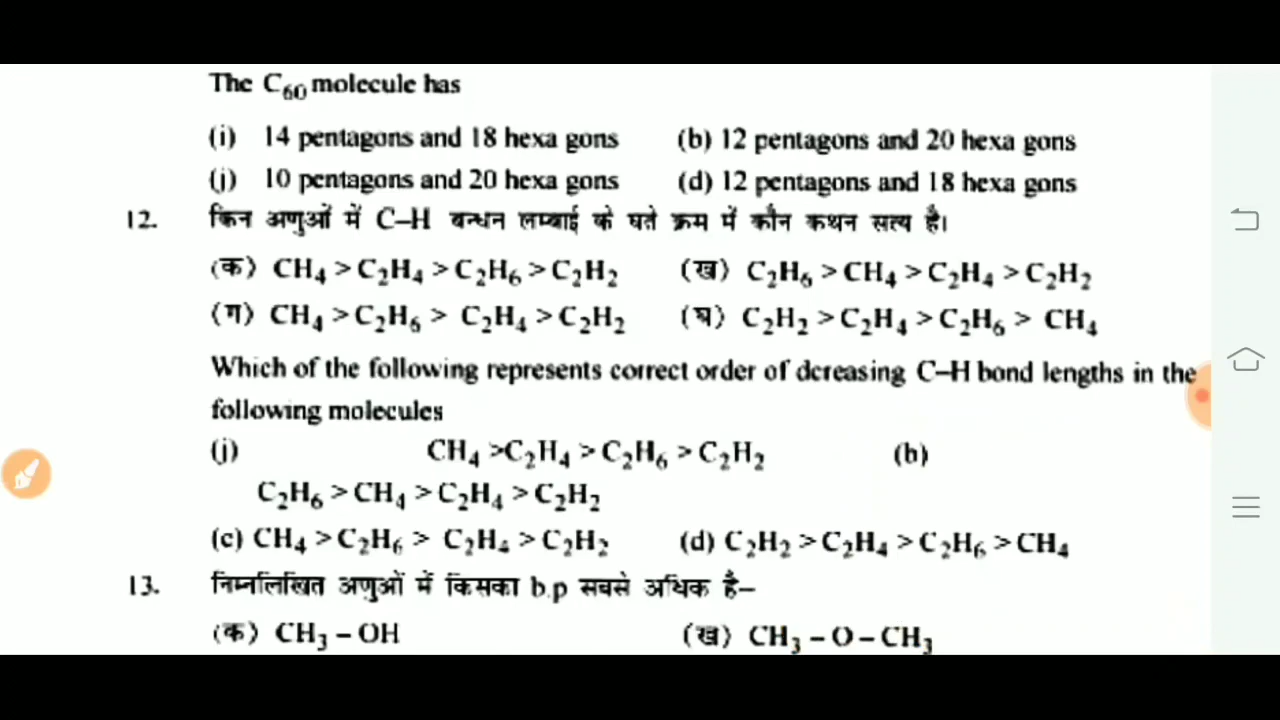 The C₆₀ molecule has
(i) 14 pentagons and 18 hexa gons (b) 12 pentagons and 20 hexa gons
(j) 10 pentagons and 20 hexa gons (d) 12 pentagons and 18 hexa gons
12. किन अणुओं में C–H बन्धन लम्बाई के घते क्रम में कौन कथन सत्य है।
(क) CH₄ > C₂H₄ > C₂H₆ > C₂H₂ (ख) C₂H₆ > CH₄ > C₂H₄ > C₂H₂
(ग) CH₄ > C₂H₆ > C₂H₄ > C₂H₂ (घ) C₂H₂ > C₂H₄ > C₂H₆ > CH₄
Which of the following represents correct order of dcreasing C–H bond lengths in the
following molecules
(j) CH₄ >C₂H₄ > C₂H₆ > C₂H₂ (b)
C₂H₆ > CH₄ > C₂H₄ > C₂H₂
(c) CH₄ > C₂H₆ > C₂H₄ > C₂H₂ (d) C₂H₂ > C₂H₄ > C₂H₆ > CH₄
13. निम्नलिखित अणुओं में किसका b.p सबसे अधिक है–
(क) CH₃ – OH (ख) CH₃ – O – CH₃